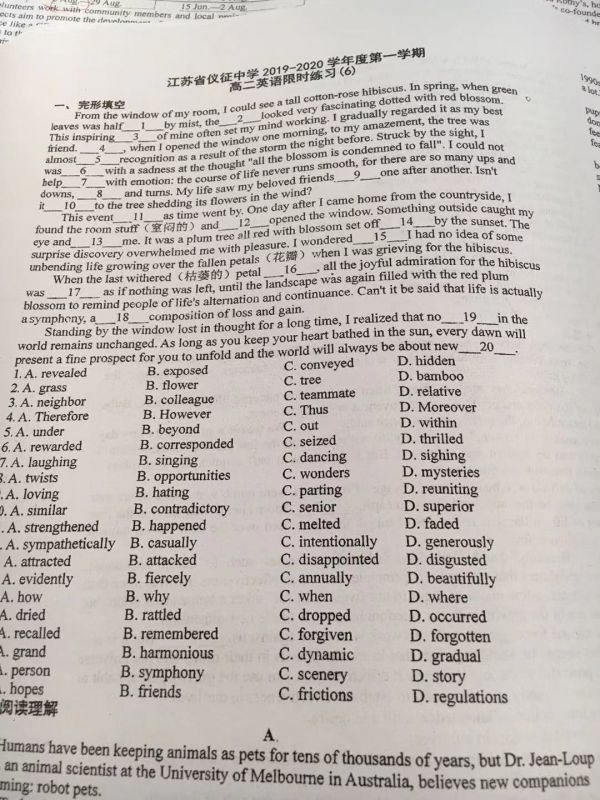 Aug.—29 Aug.
15 Jun.—2 Aug.
lunteers work with community members and local
ects aim to promote the development
江苏省仪征中学 2019-2020 学年度第一学期
高二英语限时练习(6)
一、完形填空
From the window of my room, I could see a tall cotton-rose hibiscus. In spring, when green
leaves was half___1___by mist, the___2___looked very fascinating dotted with red blossom.
This inspiring___3___of mine often set my mind working. I gradually regarded it as my best
friend.___4___, when I opened the window one morning, to my amazement, the tree was
almost___5___recognition as a result of the storm the night before. Struck by the sight, I
was___6___with a sadness at the thought "all the blossom is condemned to fall". I could not
help___7___with emotion: the course of life never runs smooth, for there are so many ups and
downs,___8___and turns. My life saw my beloved friends___9___one after another. Isn't
it___10___to the tree shedding its flowers in the wind?
This event___11___as time went by. One day after I came home from the countryside, I
found the room stuff (窒闷的) and___12___opened the window. Something outside caught my
eye and___13___me. It was a plum tree all red with blossom set off___14___by the sunset. The
surprise discovery overwhelmed me with pleasure. I wondered___15___I had no idea of some
unbending life growing over the fallen petals (花瓣) when I was grieving for the hibiscus.
When the last withered (枯萎的) petal___16___, all the joyful admiration for the hibiscus
was___17___as if nothing was left, until the landscape was again filled with the red plum
blossom to remind people of life's alternation and continuance. Can't it be said that life is actually
a symphony, a___18___composition of loss and gain.
Standing by the window lost in thought for a long time, I realized that no___19___in the
world remains unchanged. As long as you keep your heart bathed in the sun, every dawn will
present a fine prospect for you to unfold and the world will always be about new___20___.
1. A. revealed B. exposed C. conveyed D. hidden
2. A. grass B. flower C. tree D. bamboo
3. A. neighbor B. colleague C. teammate D. relative
4. A. Therefore B. However C. Thus D. Moreover
5. A. under B. beyond C. out D. within
6. A. rewarded B. corresponded C. seized D. thrilled
7. A. laughing B. singing C. dancing D. sighing
8. A. twists B. opportunities C. wonders D. mysteries
. A. loving B. hating C. parting D. reuniting
0. A. similar B. contradictory C. senior D. superior
. A. strengthened B. happened C. melted D. faded
. A. sympathetically B. casually C. intentionally D. generously
A. attracted B. attacked C. disappointed D. disgusted
A. evidently B. fiercely C. annually D. beautifully
A. how B. why C. when D. where
A. dried B. rattled C. dropped D. occurred
A. recalled B. remembered C. forgiven D. forgotten
A. grand B. harmonious C. dynamic D. gradual
. person B. symphony C. scenery D. story
. hopes B. friends C. frictions D. regulations
阅读理解
A.
Humans have been keeping animals as pets for tens of thousands of years, but Dr. Jean-Loup
an animal scientist at the University of Melbourne in Australia, believes new companions
ming: robot pets.